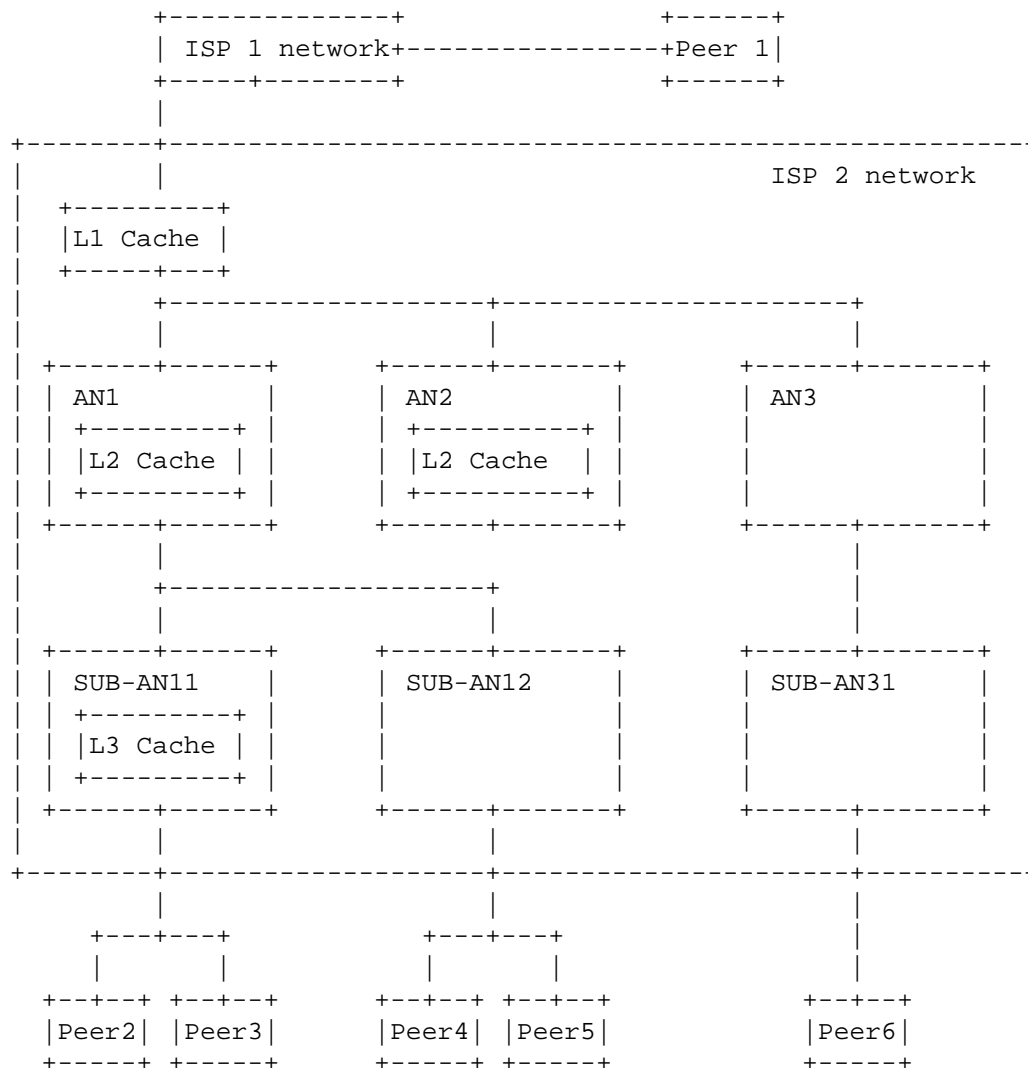 ISP 1 network Peer 1
ISP 2 network
L1 Cache
AN1 AN2 AN3
L2 Cache L2 Cache
SUB-AN11 SUB-AN12 SUB-AN31
L3 Cache
Peer2 Peer3 Peer4 Peer5 Peer6